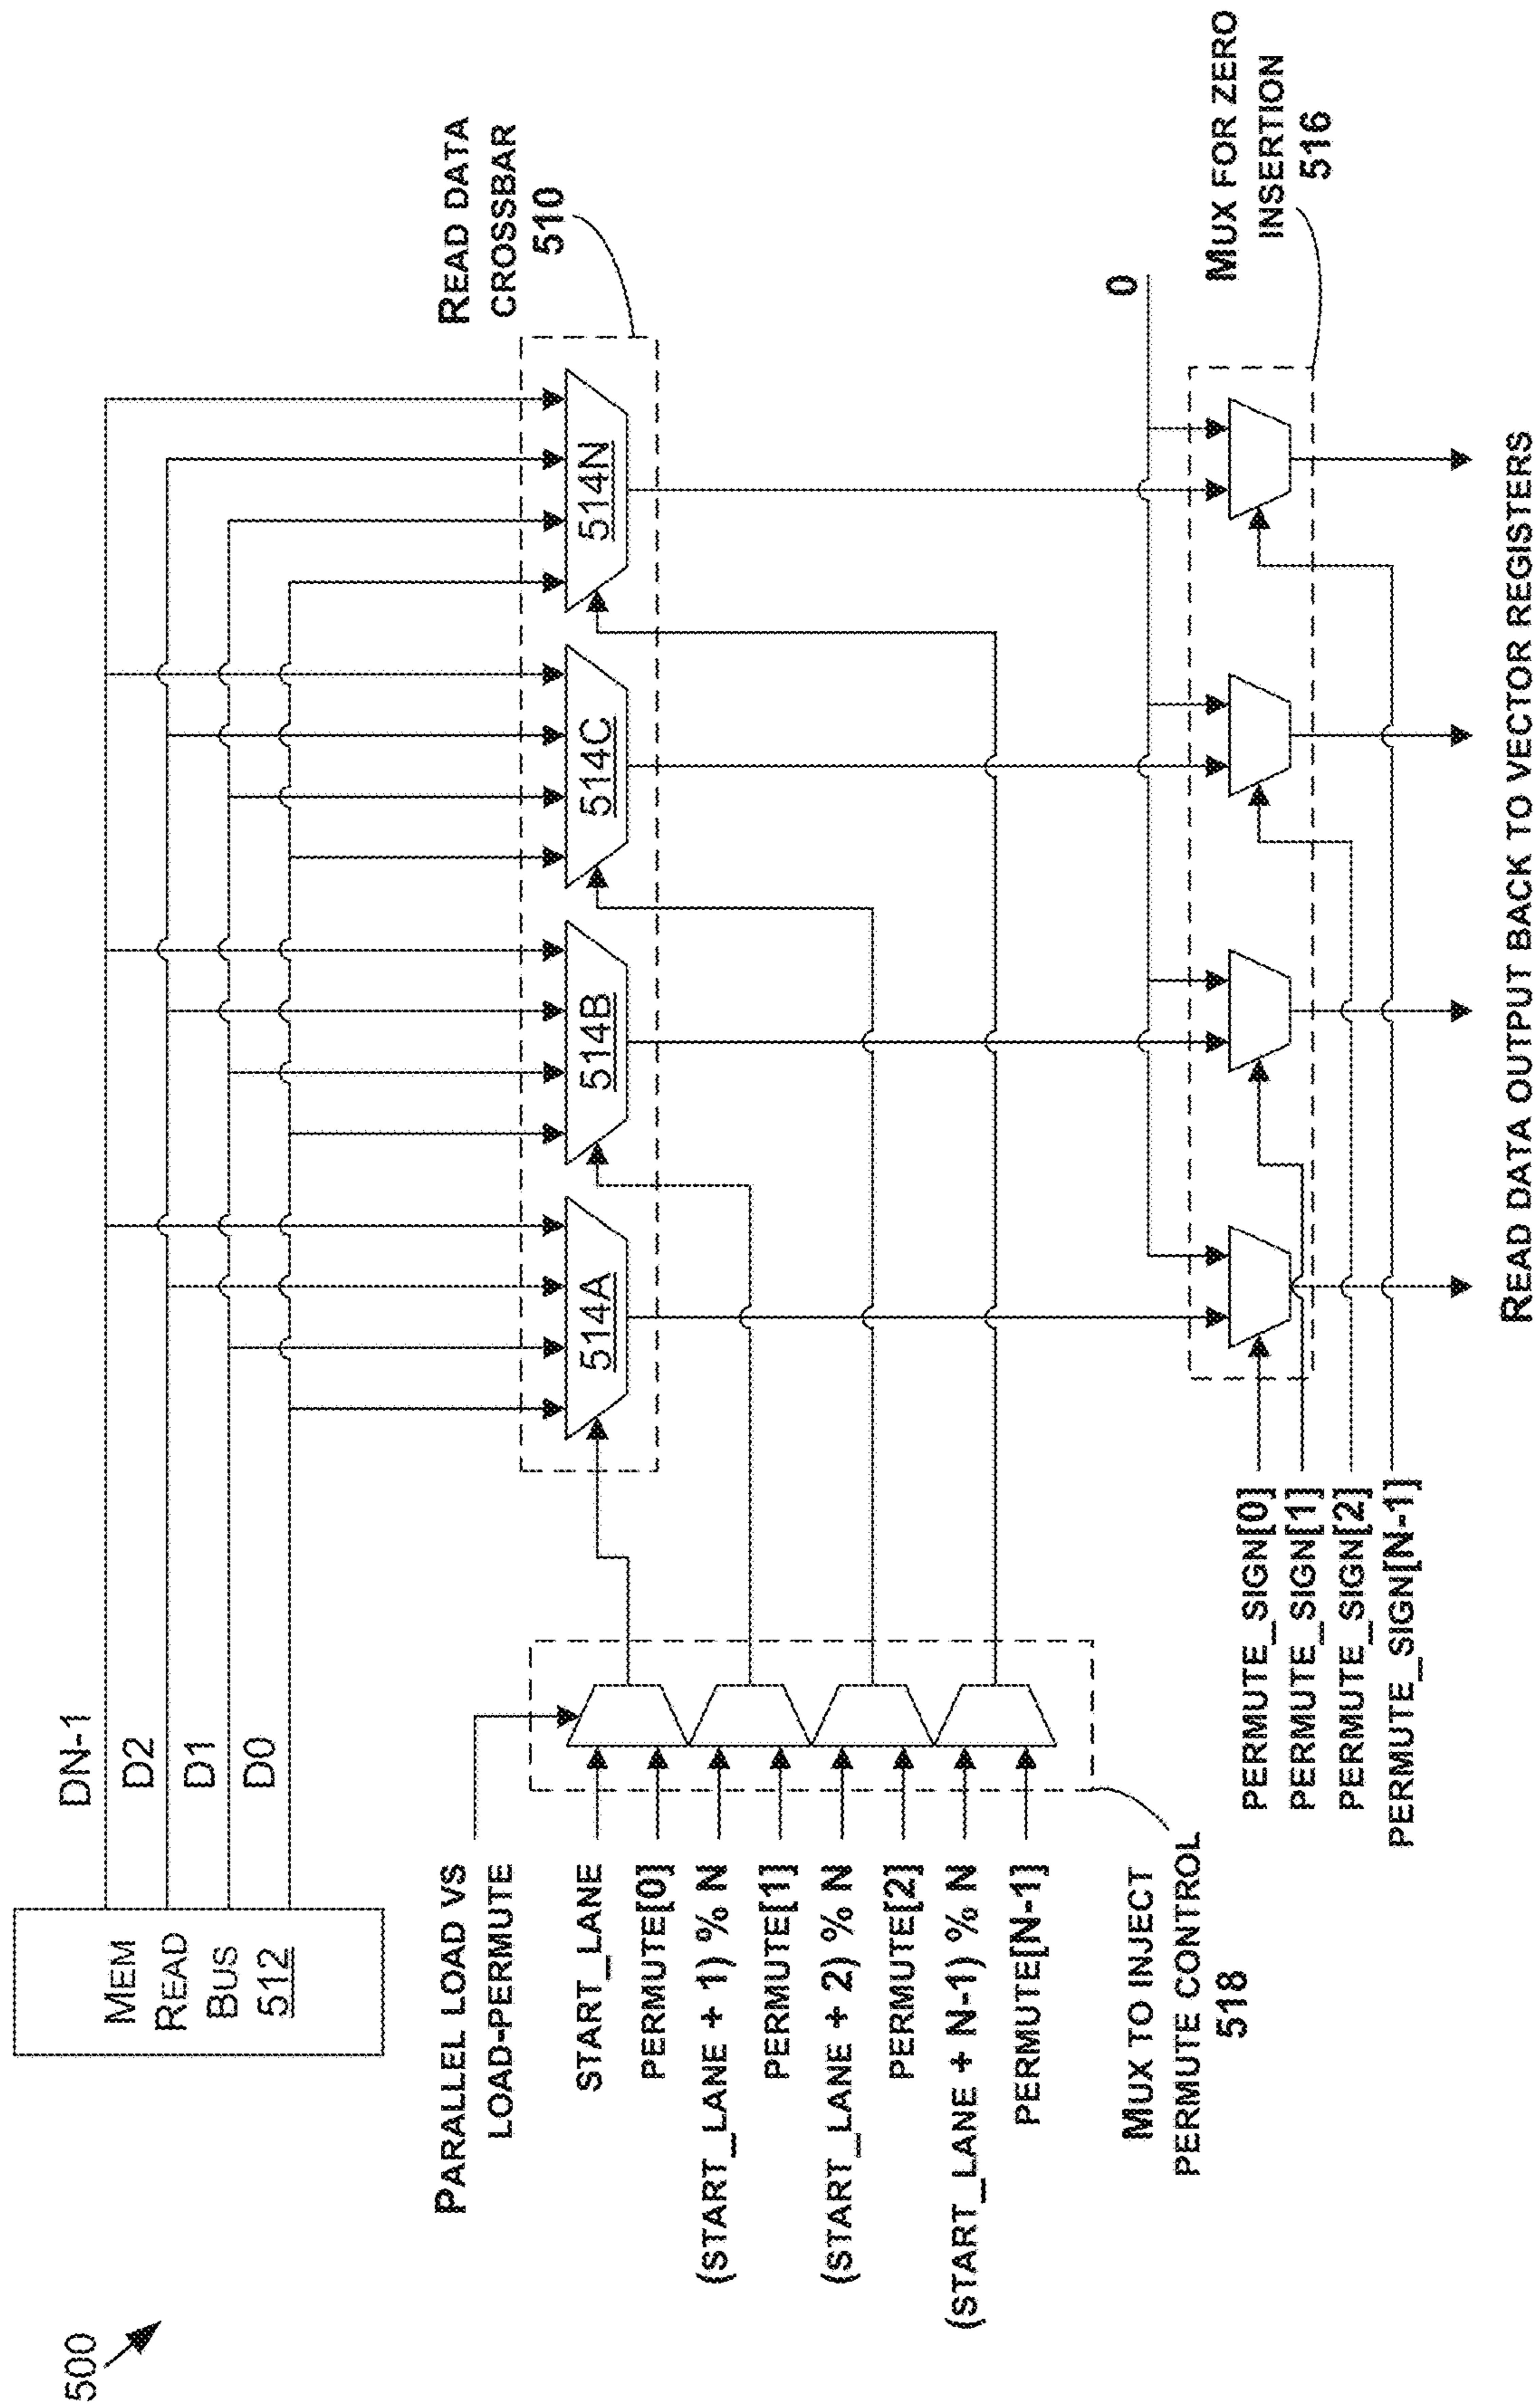 500
MEM
READ
BUS
512
DN-1
D2
D1
D0
READ DATA
CROSSBAR
510
514A
514B
514C
514N
PARALLEL LOAD VS
LOAD-PERMUTE
START_LANE
PERMUTE[0]
(START_LANE + 1) % N
PERMUTE[1]
(START_LANE + 2) % N
PERMUTE[2]
(START_LANE + N-1) % N
PERMUTE[N-1]
MUX TO INJECT
PERMUTE CONTROL
518
0
MUX FOR ZERO
INSERTION
516
PERMUTE_SIGN[0]
PERMUTE_SIGN[1]
PERMUTE_SIGN[2]
PERMUTE_SIGN[N-1]
READ DATA OUTPUT BACK TO VECTOR REGISTERS